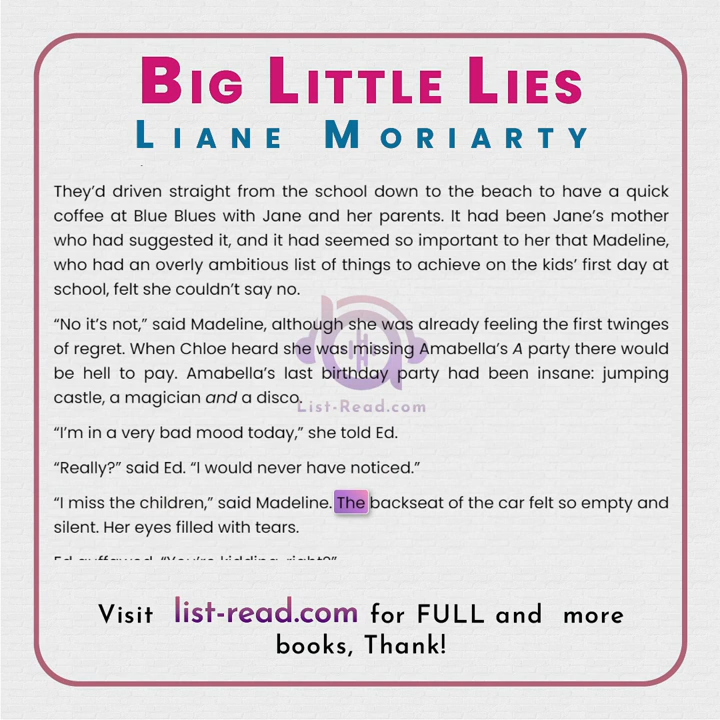 BIG LITTLE LIES
LIANE MORIARTY
They’d driven straight from the school down to the beach to have a quick
coffee at Blue Blues with Jane and her parents. It had been Jane’s mother
who had suggested it, and it had seemed so important to her that Madeline,
who had an overly ambitious list of things to achieve on the kids’ first day at
school, felt she couldn’t say no.
“No it’s not,” said Madeline, although she was already feeling the first twinges
of regret. When Chloe heard she was missing Amabella’s A party there would
be hell to pay. Amabella’s last birthday party had been insane: jumping
castle, a magician and a disco.
List-Read.com
“I’m in a very bad mood today,” she told Ed.
“Really?” said Ed. “I would never have noticed.”
“I miss the children,” said Madeline. The backseat of the car felt so empty and
silent. Her eyes filled with tears.
Ed guffawed. “You’re kidding, right?”
Visit list-read.com for FULL and more
books, Thank!